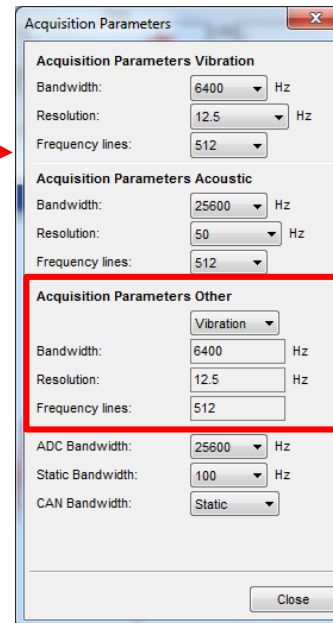 Acquisition Parameters
Acquisition Parameters Vibration
Bandwidth: 6400 Hz
Resolution: 12.5 Hz
Frequency lines: 512
Acquisition Parameters Acoustic
Bandwidth: 25600 Hz
Resolution: 50 Hz
Frequency lines: 512
Acquisition Parameters Other
Vibration
Bandwidth: 6400 Hz
Resolution: 12.5 Hz
Frequency lines: 512
ADC Bandwidth: 25600 Hz
Static Bandwidth: 100 Hz
CAN Bandwidth: Static
Close